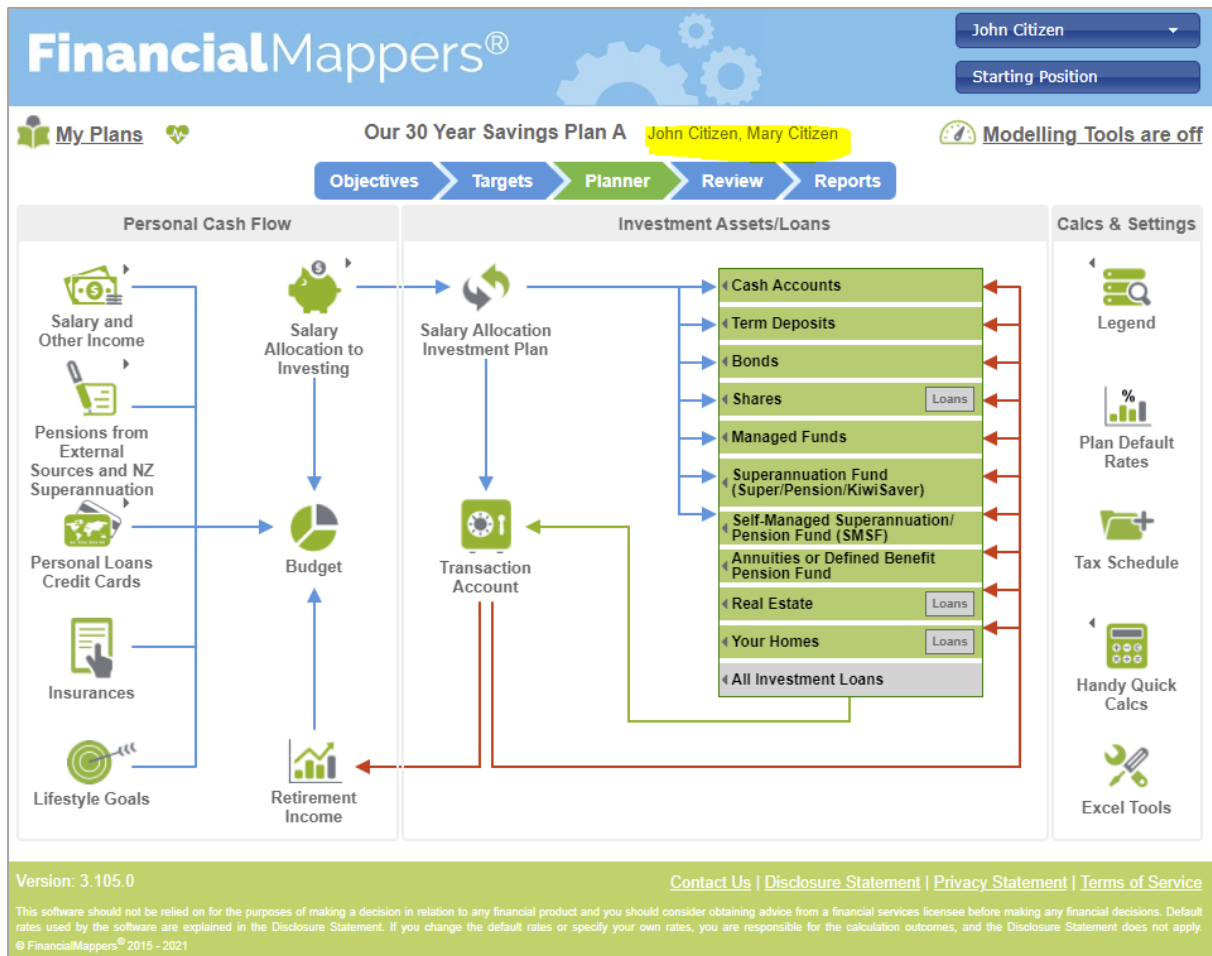 FinancialMappers®
John Citizen
Starting Position
My Plans
Our 30 Year Savings Plan A John Citizen, Mary Citizen
Modelling Tools are off
Objectives
Targets
Planner
Review
Reports
Personal Cash Flow
Salary and
Other Income
Salary
Allocation to
Investing
Pensions from
External
Sources and NZ
Superannuation
Personal Loans
Credit Cards
Budget
Insurances
Lifestyle Goals
Retirement
Income
Investment Assets/Loans
Salary Allocation
Investment Plan
Transaction
Account
Cash Accounts
Term Deposits
Bonds
Shares Loans
Managed Funds
Superannuation Fund
(Super/Pension/KiwiSaver)
Self-Managed Superannuation/
Pension Fund (SMSF)
Annuities or Defined Benefit
Pension Fund
Real Estate Loans
Your Homes Loans
All Investment Loans
Calcs & Settings
Legend
%
Plan Default
Rates
Tax Schedule
Handy Quick
Calcs
Excel Tools
Version: 3.105.0
Contact Us | Disclosure Statement | Privacy Statement | Terms of Service
This software should not be relied on for the purposes of making a decision in relation to any financial product and you should consider obtaining advice from a financial services licensee before making any financial decisions. Default
rates used by the software are explained in the Disclosure Statement. If you change the default rates or specify your own rates, you are responsible for the calculation outcomes, and the Disclosure Statement does not apply.
© FinancialMappers® 2015 - 2021